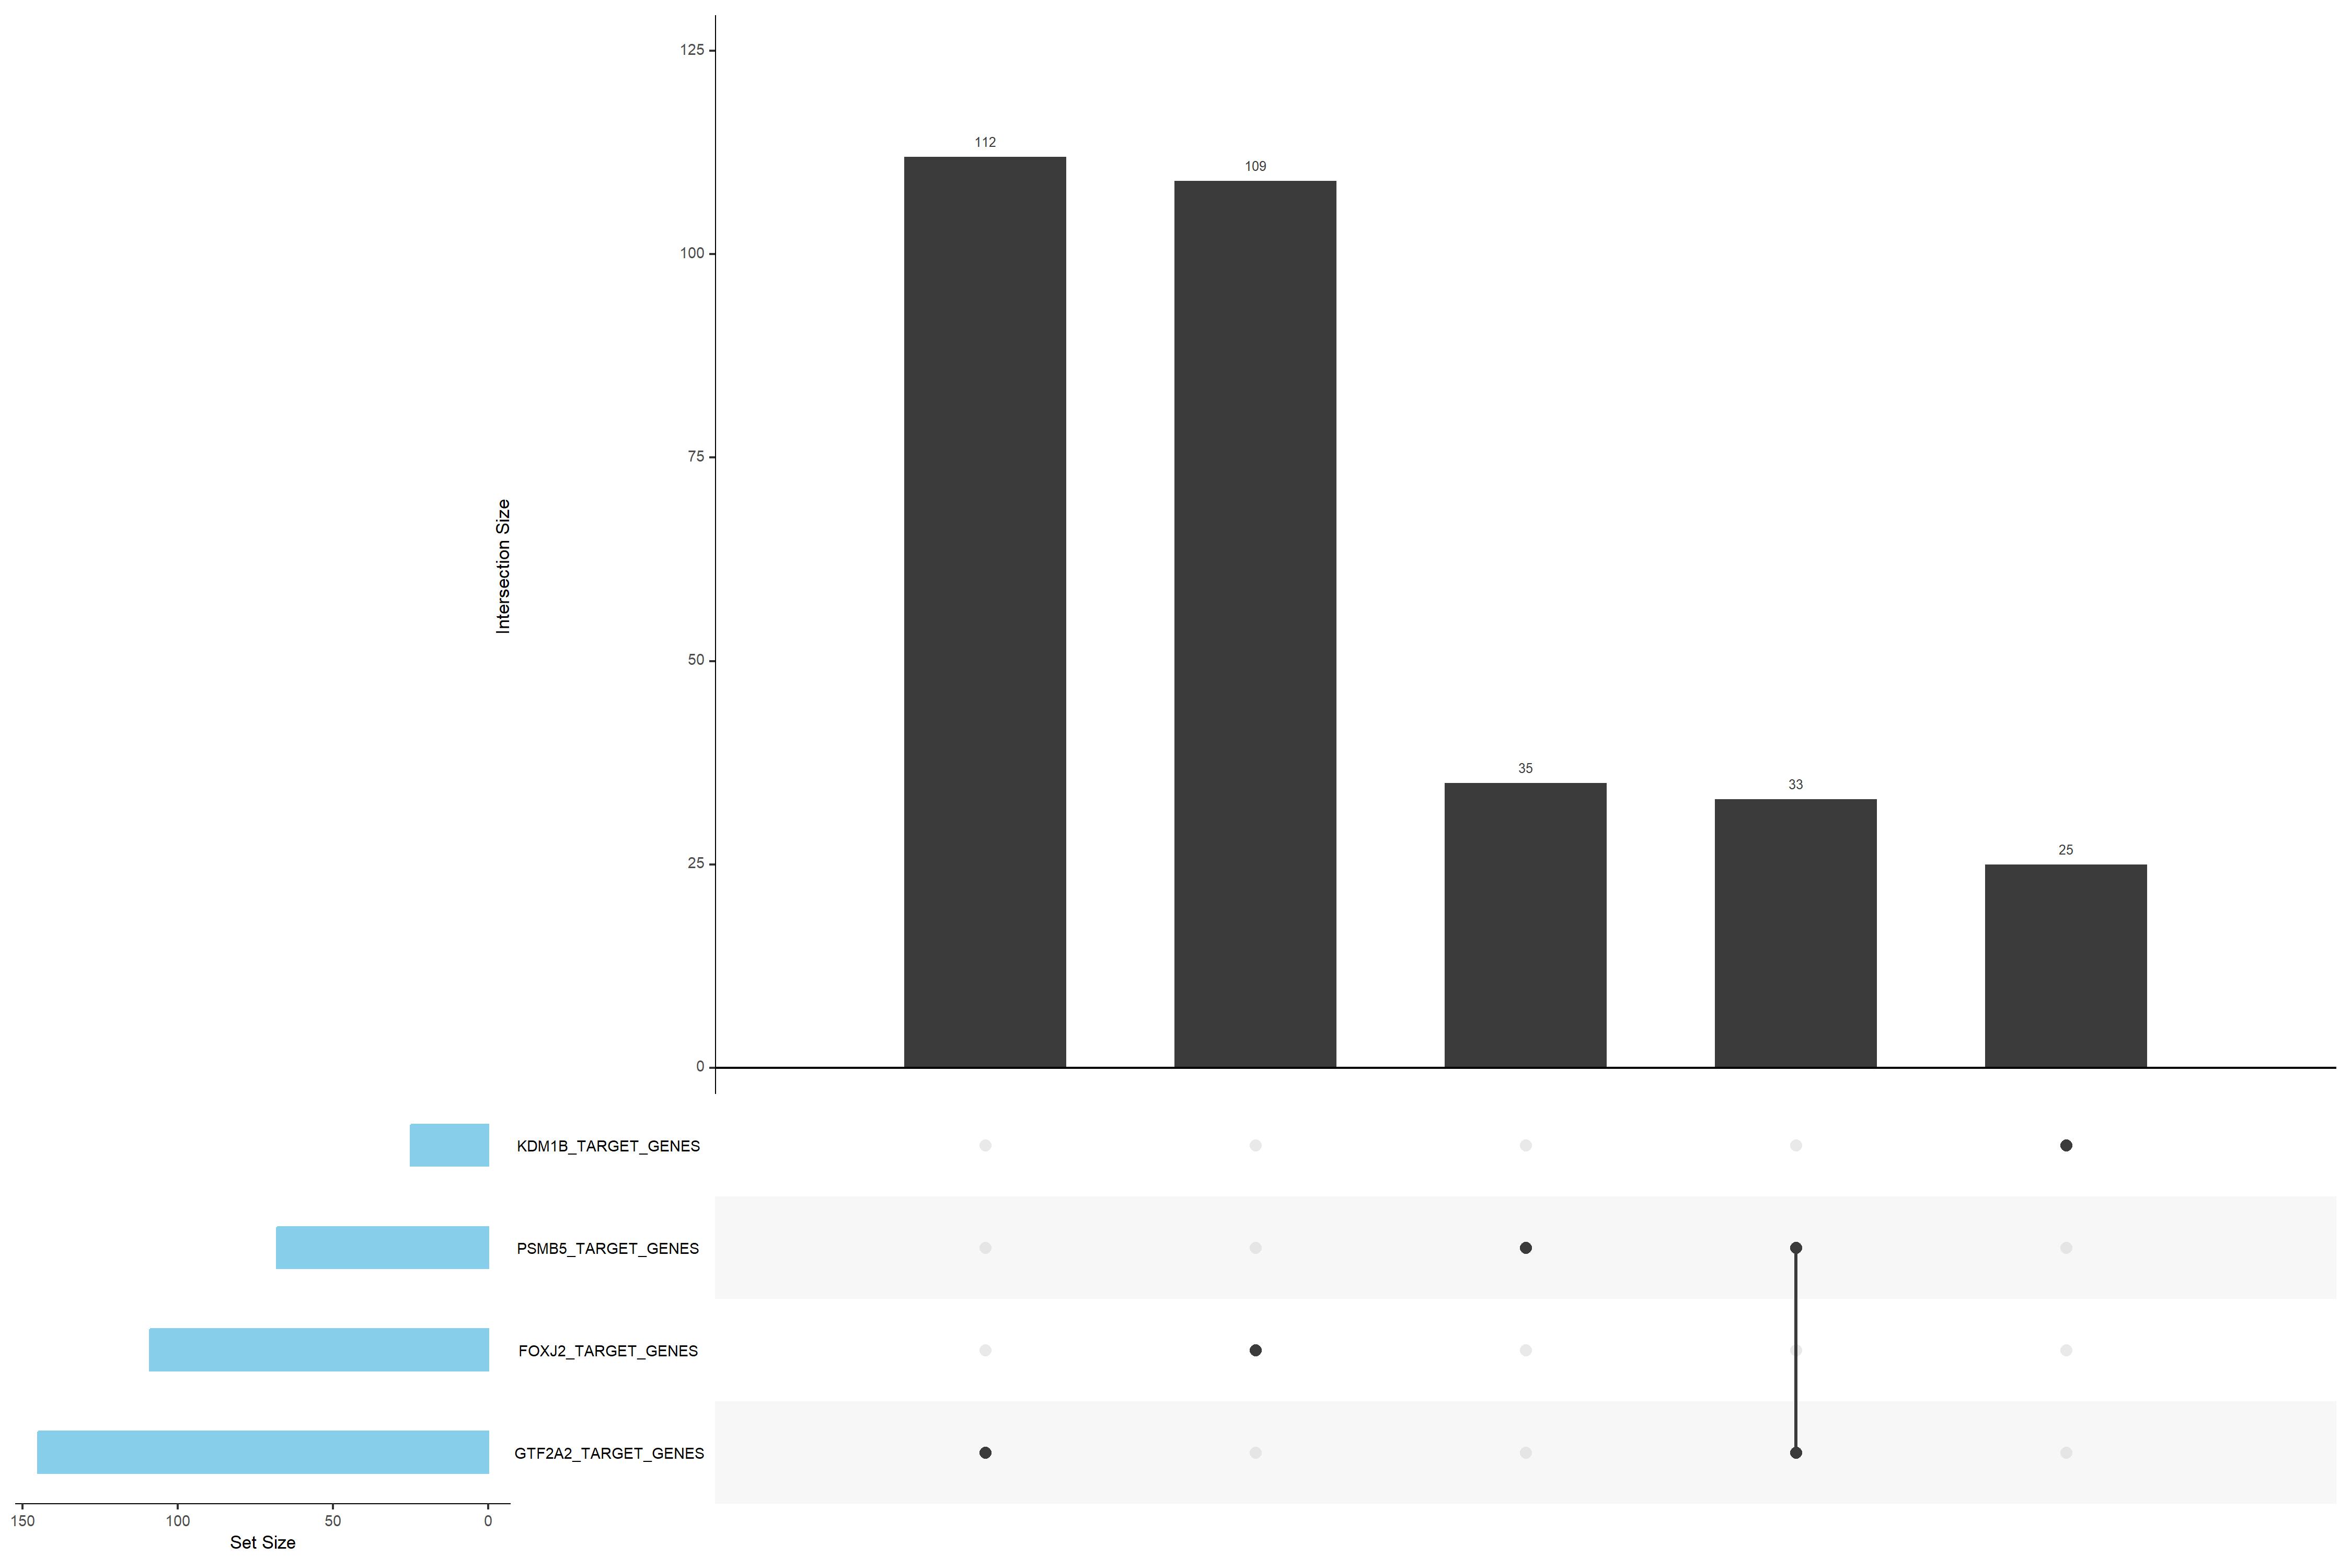 125
112
109
100
75
Intersection Size
50
35
33
25
25
0
KDM1B_TARGET_GENES
PSMB5_TARGET_GENES
FOXJ2_TARGET_GENES
GTF2A2_TARGET_GENES
150 100 50 0
Set Size